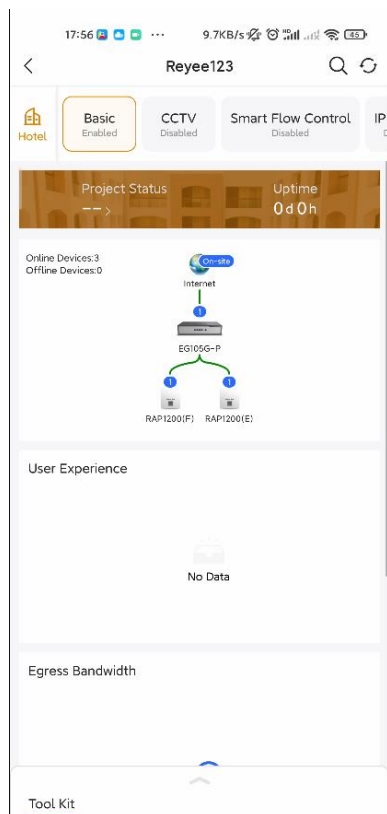 17:56 ··· 9.7KB/s HD 45
Reyee123
Hotel
Basic
Enabled
CCTV
Disabled
Smart Flow Control
Disabled
IP
D
Project Status
-->
Uptime
0d0h
Online Devices:3
Offline Devices:0
On-site
Internet
1
EG105G-P
1
1
RAP1200(F)
RAP1200(E)
User Experience
No Data
Egress Bandwidth
Tool Kit